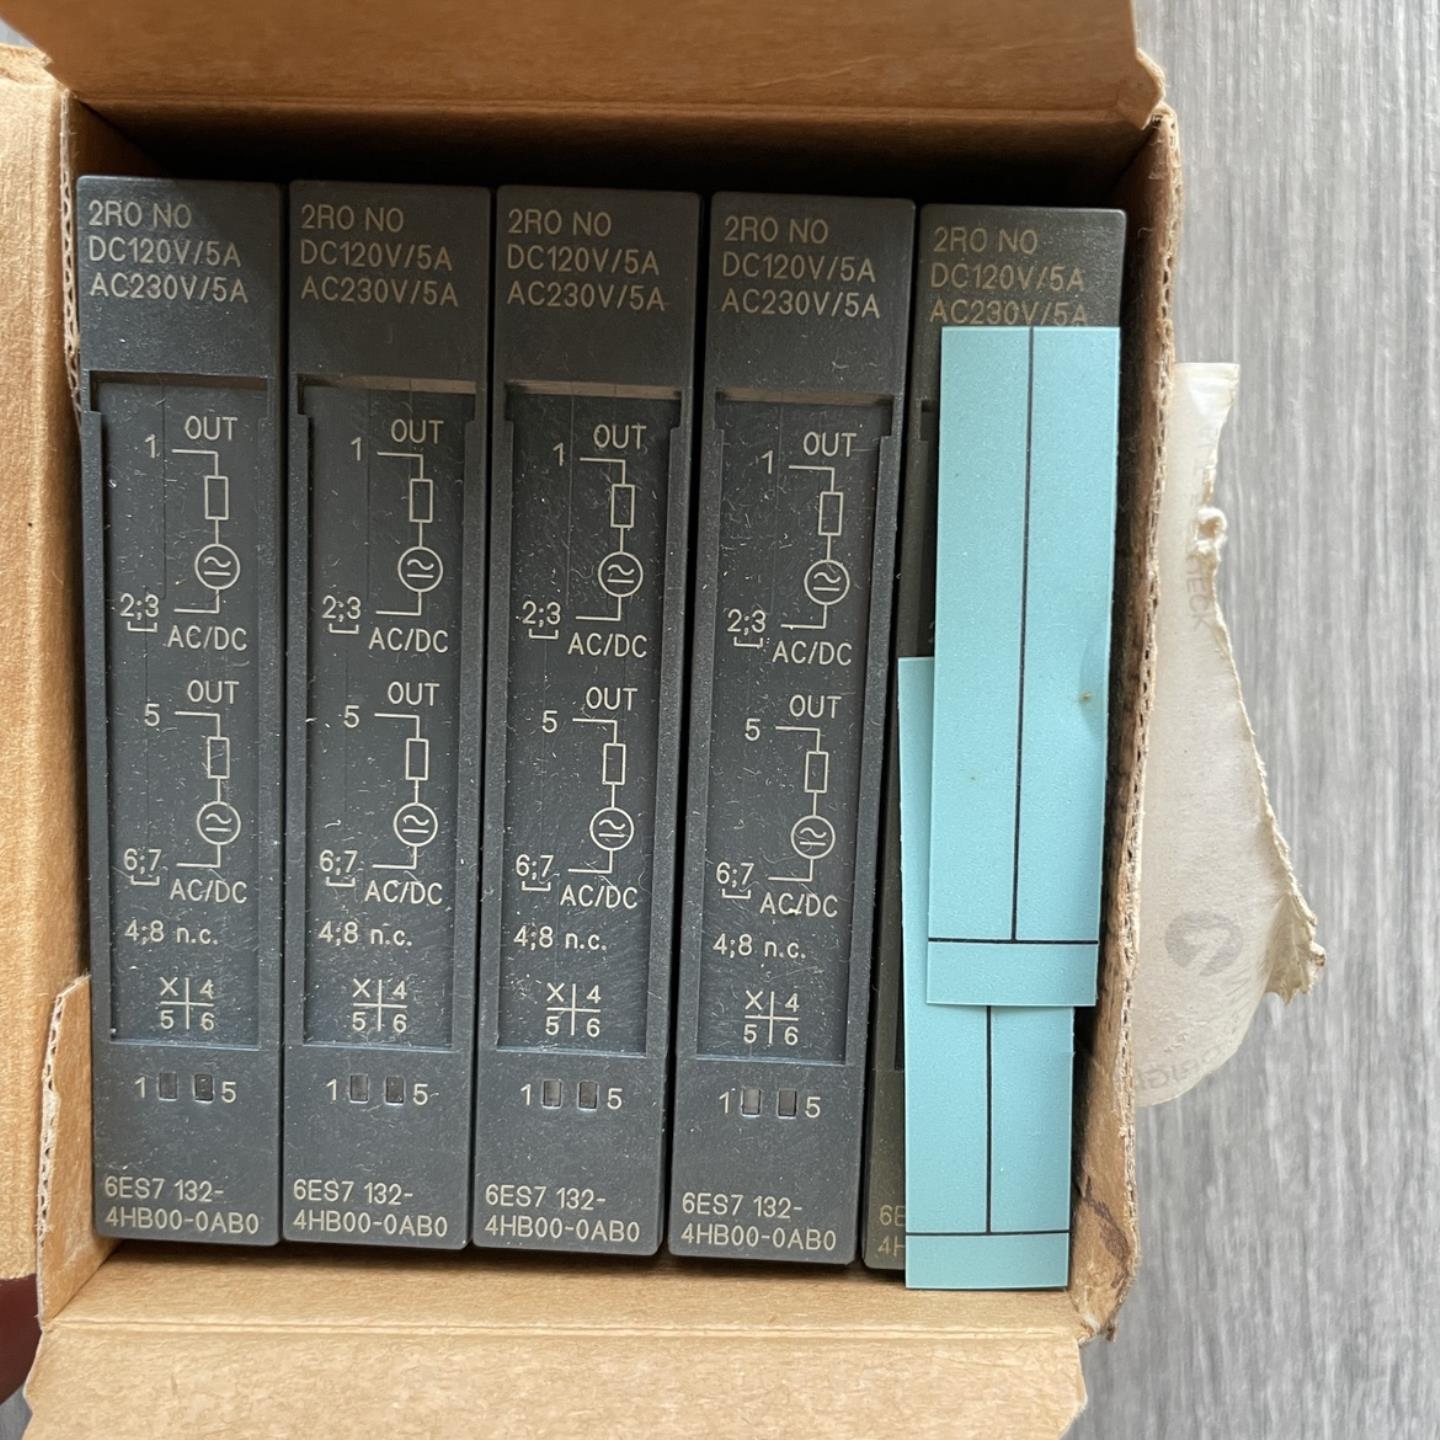 2RO NO
DC120V/5A
AC230V/5A
OUT
1
2;3
AC/DC
OUT
5
6;7
AC/DC
4;8 n.c.
X 4
5 6
1 5
6ES7 132-
4HB00-0AB0
2RO NO
DC120V/5A
AC230V/5A
OUT
1
2;3
AC/DC
OUT
5
6;7
AC/DC
4;8 n.c.
X 4
5 6
1 5
6ES7 132-
4HB00-0AB0
2RO NO
DC120V/5A
AC230V/5A
OUT
1
2;3
AC/DC
OUT
5
6;7
AC/DC
4;8 n.c.
X 4
5 6
1 5
6ES7 132-
4HB00-0AB0
2RO NO
DC120V/5A
AC230V/5A
OUT
1
2;3
AC/DC
OUT
5
6;7
AC/DC
4;8 n.c.
X 4
5 6
1 5
6ES7 132-
4HB00-0AB0
2RO NO
DC120V/5A
AC230V/5A
6E
4H